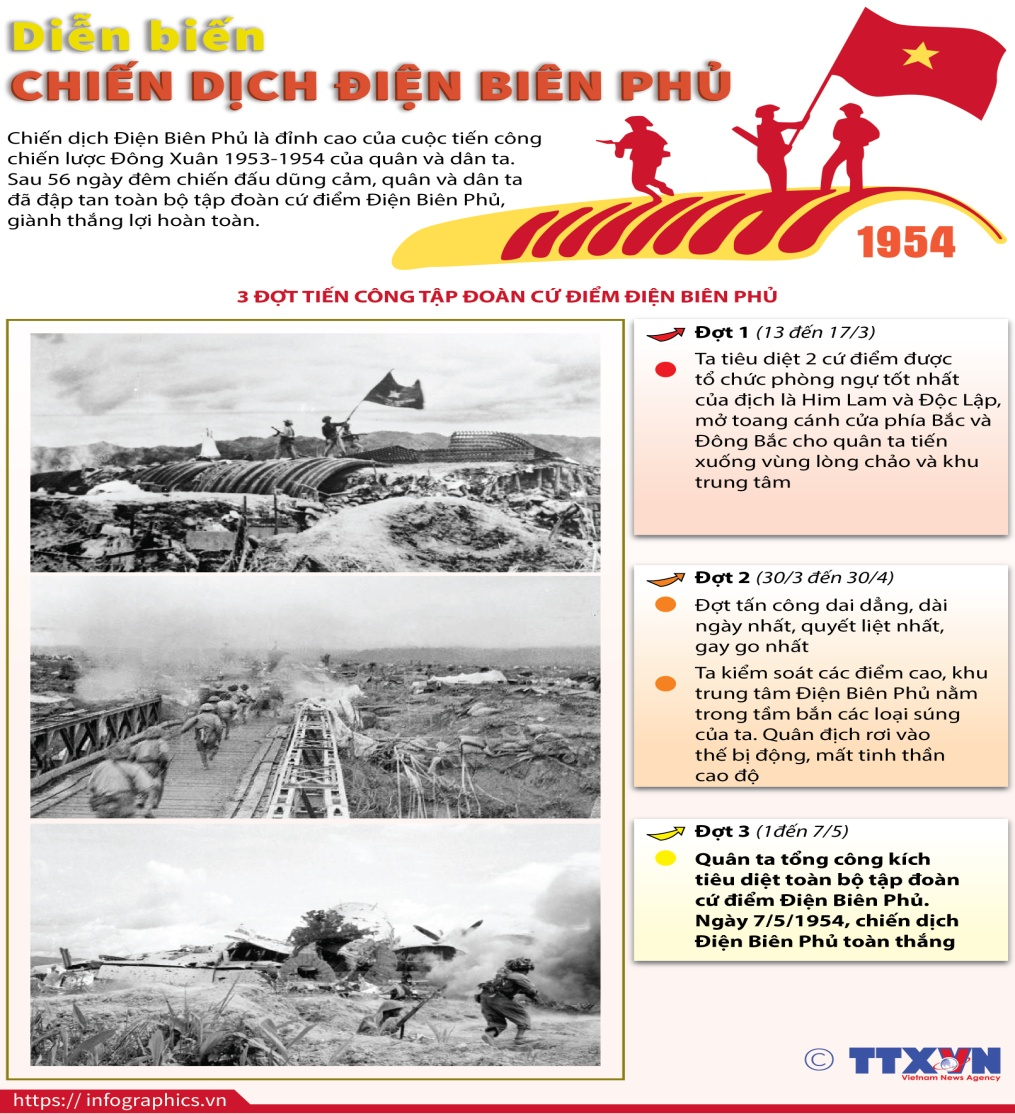 Diễn biến
CHIẾN DỊCH ĐIỆN BIÊN PHỦ
Chiến dịch Điện Biên Phủ là đỉnh cao của cuộc tiến công
chiến lược Đông Xuân 1953-1954 của quân và dân ta.
Sau 56 ngày đêm chiến đấu dũng cảm, quân và dân ta
đã đập tan toàn bộ tập đoàn cứ điểm Điện Biên Phủ,
giành thắng lợi hoàn toàn.
1954
3 ĐỢT TIẾN CÔNG TẬP ĐOÀN CỨ ĐIỂM ĐIỆN BIÊN PHỦ
Đợt 1 (13 đến 17/3)
Ta tiêu diệt 2 cứ điểm được
tổ chức phòng ngự tốt nhất
của địch là Him Lam và Độc Lập,
mở toang cánh cửa phía Bắc và
Đông Bắc cho quân ta tiến
xuống vùng lòng chảo và khu
trung tâm
Đợt 2 (30/3 đến 30/4)
Đợt tấn công dai dẳng, dài
ngày nhất, quyết liệt nhất,
gay go nhất
Ta kiểm soát các điểm cao, khu
trung tâm Điện Biên Phủ nằm
trong tầm bắn các loại súng
của ta. Quân địch rơi vào
thế bị động, mất tinh thần
cao độ
Đợt 3 (1đến 7/5)
Quân ta tổng công kích
tiêu diệt toàn bộ tập đoàn
cứ điểm Điện Biên Phủ.
Ngày 7/5/1954, chiến dịch
Điện Biên Phủ toàn thắng
© TTXVN
Vietnam News Agency
https:// infographics.vn